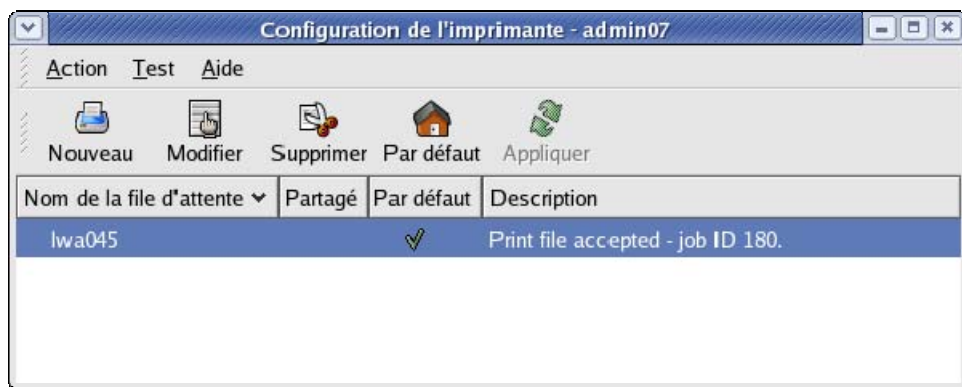 Configuration de l'imprimante - admin07
Action Test Aide
Nouveau Modifier Supprimer Par défaut Appliquer
Nom de la file d'attente Partagé Par défaut Description
lwa045 Print file accepted - job ID 180.